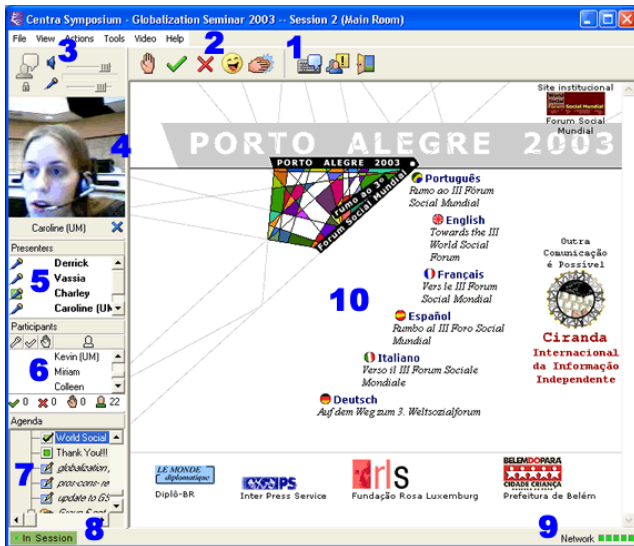 Centra Symposium - Globalization Seminar 2003 -- Session 2 (Main Room)
File View Actions Tools Video Help
1
2
3
4
Caroline (UM)
Presenters
Derrick
Vassia
Charley
Caroline (UM
5
Participants
Kevin (UM)
Miriam
Colleen
6
0 0 0 22
Agenda
World Social
Thank You!!!
globalization,
pros-cons-re
update to GS
7
In Session
8
Site institucional
Forum Social
Mundial
PORTO ALEGRE 2003
PORTO ALEGRE 2003
rumo ao 3º
Forum Social Mundial
Português
Rumo ao III Fórum
Social Mundial
English
Towards the III
World Social
Forum
Français
Vers le III Forum
Social Mondial
Español
Rumbo al III Foro Social
Mundial
Italiano
Verso il III Forum Sociale
Mondiale
Deutsch
Auf dem Weg zum 3. Weltsozialforum
10
Outra
Comunicação
é Possível
Ciranda
Internacional
da Informação
Independente
LE MONDE
diplomatique
Diplô-BR
IPS
Inter Press Service
rls
Fundação Rosa Luxemburg
BELEMDOPARA
CIDADE CRIANÇA
Prefeitura de Belém
9
Network